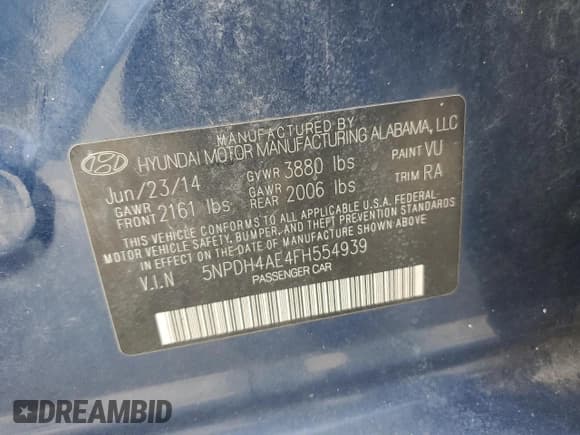 MANUFACTURED BY
HYUNDAI MOTOR MANUFACTURING ALABAMA, LLC
Jun/23/14 GVWR 3880 lbs PAINT VU
GAWR FRONT 2161 lbs GAWR REAR 2006 lbs TRIM RA
THIS VEHICLE CONFORMS TO ALL APPLICABLE U.S.A. FEDERAL
MOTOR VEHICLE SAFETY, BUMPER, AND THEFT PREVENTION STANDARDS
IN EFFECT ON THE DATE OF MANUFACTURE SHOWN ABOVE.
V.I.N 5NPDH4AE4FH554939
PASSENGER CAR
DREAMBID